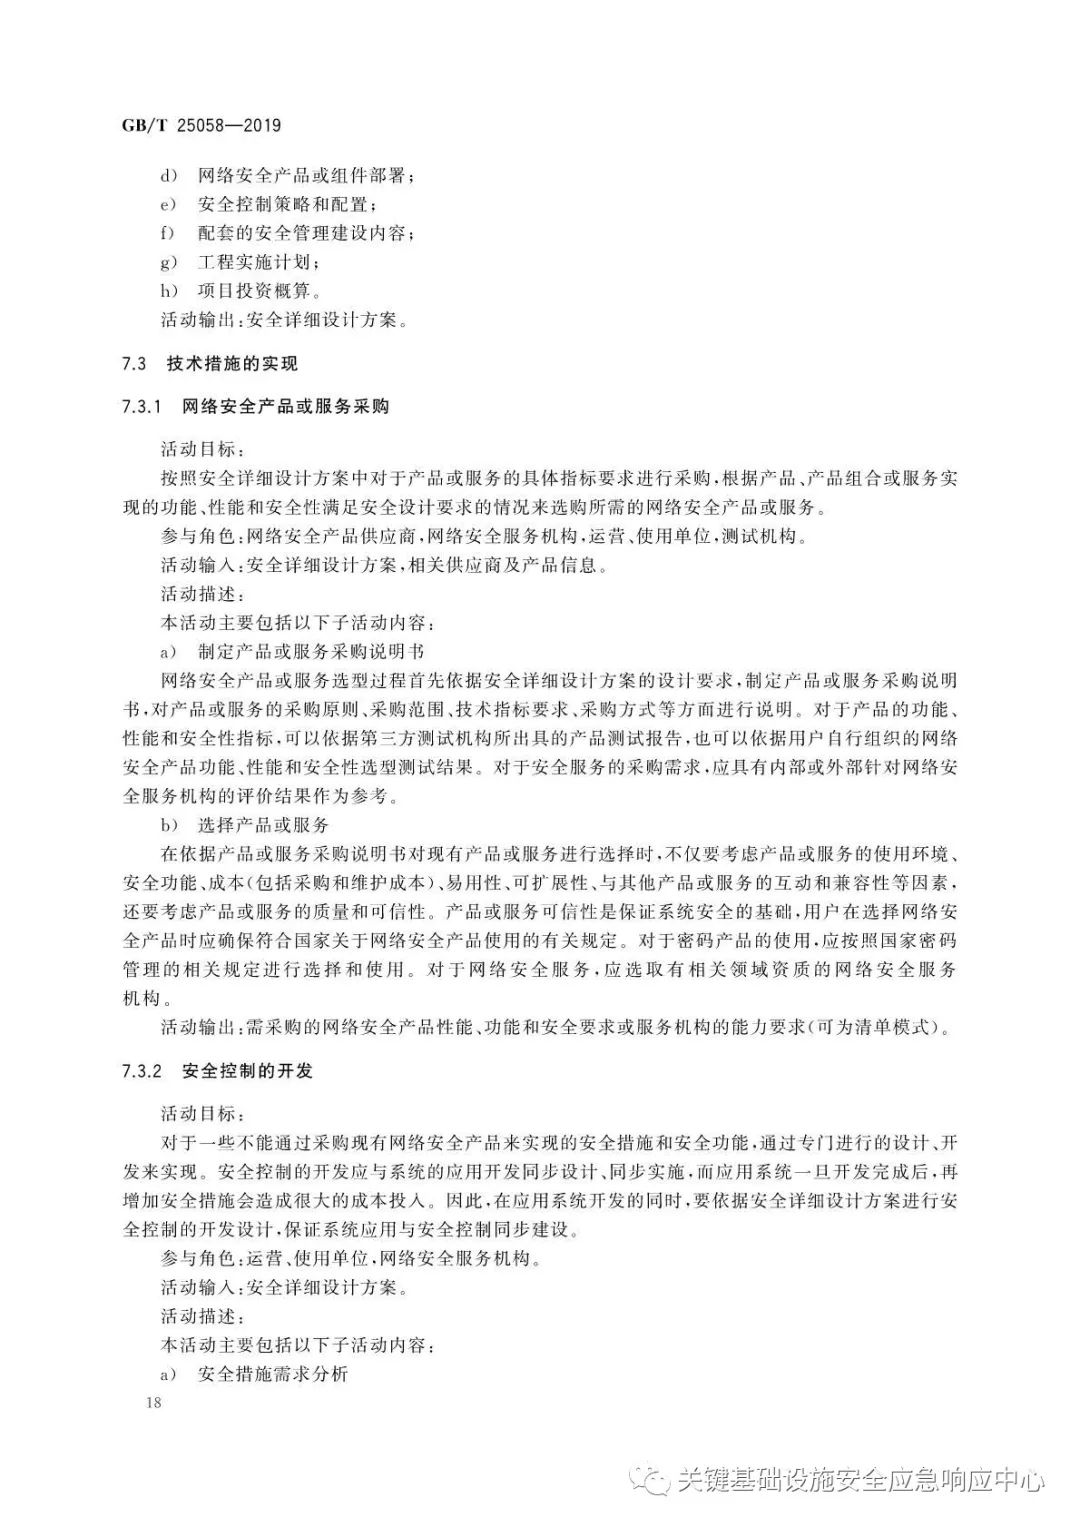 GB/T 25058—2019
d) 网络安全产品或组件部署;
e) 安全控制策略和配置;
f) 配套的安全管理建设内容;
g) 工程实施计划;
h) 项目投资概算。
活动输出:安全详细设计方案。
7.3 技术措施的实现
7.3.1 网络安全产品或服务采购
活动目标:
按照安全详细设计方案中对于产品或服务的具体指标要求进行采购,根据产品、产品组合或服务实
现的功能、性能和安全性满足安全设计要求的情况来选购所需的网络安全产品或服务。
参与角色:网络安全产品供应商,网络安全服务机构,运营、使用单位,测试机构。
活动输入:安全详细设计方案,相关供应商及产品信息。
活动描述:
本活动主要包括以下子活动内容:
a) 制定产品或服务采购说明书
网络安全产品或服务选型过程首先依据安全详细设计方案的设计要求,制定产品或服务采购说明
书,对产品或服务的采购原则、采购范围、技术指标要求、采购方式等方面进行说明。对于产品的功能、
性能和安全性指标,可以依据第三方测试机构所出具的产品测试报告,也可以依据用户自行组织的网络
安全产品功能、性能和安全性选型测试结果。对于安全服务的采购需求,应具有内部或外部针对网络安
全服务机构的评价结果作为参考。
b) 选择产品或服务
在依据产品或服务采购说明书对现有产品或服务进行选择时,不仅要考虑产品或服务的使用环境、
安全功能、成本(包括采购和维护成本)、易用性、可扩展性、与其他产品或服务的互动和兼容性等因素,
还要考虑产品或服务的质量和可信性。产品或服务可信性是保证系统安全的基础,用户在选择网络安
全产品时应确保符合国家关于网络安全产品使用的有关规定。对于密码产品的使用,应按照国家密码
管理的相关规定进行选择和使用。对于网络安全服务,应选取有相关领域资质的网络安全服务
机构。
活动输出:需采购的网络安全产品性能、功能和安全要求或服务机构的能力要求(可为清单模式)。
7.3.2 安全控制的开发
活动目标:
对于一些不能通过采购现有网络安全产品来实现的安全措施和安全功能,通过专门进行的设计、开
发来实现。安全控制的开发应与系统的应用开发同步设计、同步实施,而应用系统一旦开发完成后,再
增加安全措施会造成很大的成本投入。因此,在应用系统开发的同时,要依据安全详细设计方案进行安
全控制的开发设计,保证系统应用与安全控制同步建设。
参与角色:运营、使用单位,网络安全服务机构。
活动输入:安全详细设计方案。
活动描述:
本活动主要包括以下子活动内容:
a) 安全措施需求分析
18
关键基础设施安全应急响应中心